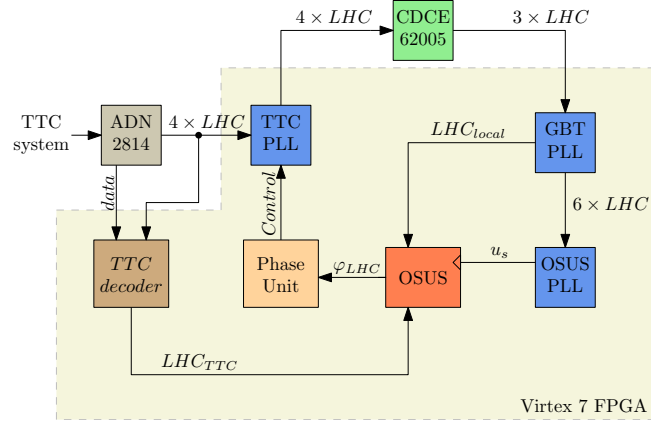 4 × LHC
CDCE
62005
3 × LHC
TTC
system
ADN
2814
4 × LHC
TTC
PLL
LHC_local
GBT
PLL
data
Control
6 × LHC
TTC
decoder
Phase
Unit
φ_LHC
OSUS
u_s
OSUS
PLL
LHC_TTC
Virtex 7 FPGA